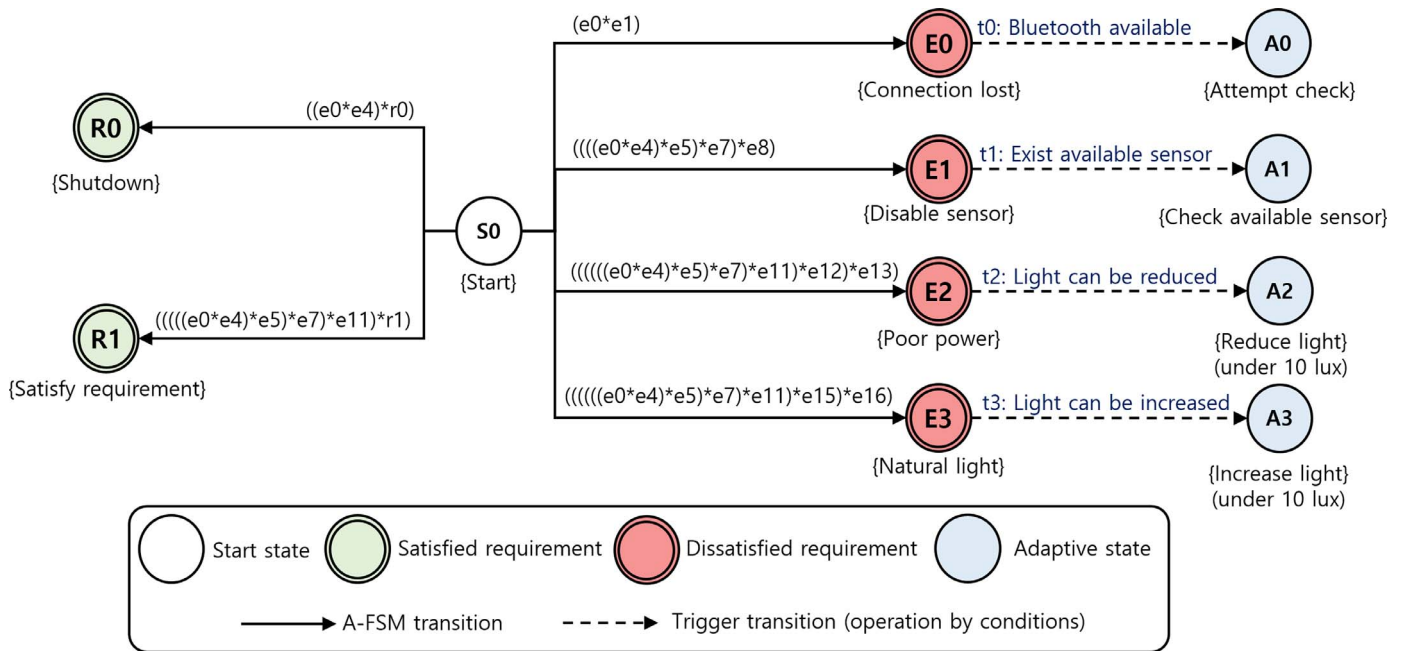 (e0*e1)
E0
t0: Bluetooth available
A0
{Connection lost}
{Attempt check}
((e0*e4)*r0)
R0
{Shutdown}
((((e0*e4)*e5)*e7)*e8)
E1
t1: Exist available sensor
A1
{Disable sensor}
{Check available sensor}
S0
{Start}
((((((e0*e4)*e5)*e7)*e11)*e12)*e13)
E2
t2: Light can be reduced
A2
{Poor power}
{Reduce light}
(under 10 lux)
(((((e0*e4)*e5)*e7)*e11)*r1)
R1
{Satisfy requirement}
((((((e0*e4)*e5)*e7)*e11)*e15)*e16)
E3
t3: Light can be increased
A3
{Natural light}
{Increase light}
(under 10 lux)
Start state
Satisfied requirement
Dissatisfied requirement
Adaptive state
A-FSM transition
Trigger transition (operation by conditions)